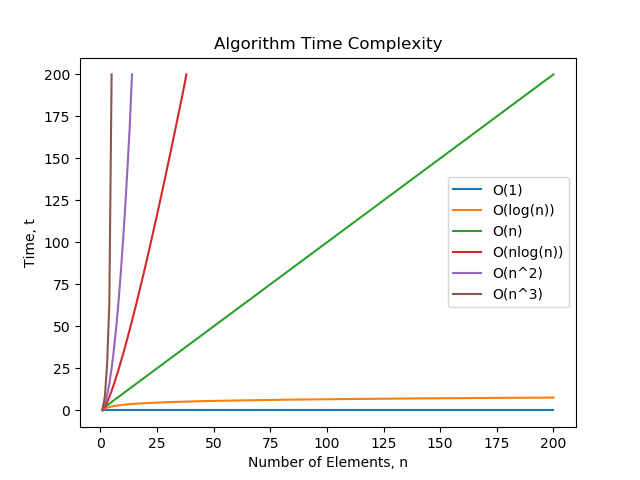 Algorithm Time Complexity
200
175
150
125
100
75
50
25
0
Time, t
O(1)
O(log(n))
O(n)
O(nlog(n))
O(n^2)
O(n^3)
0 25 50 75 100 125 150 175 200
Number of Elements, n